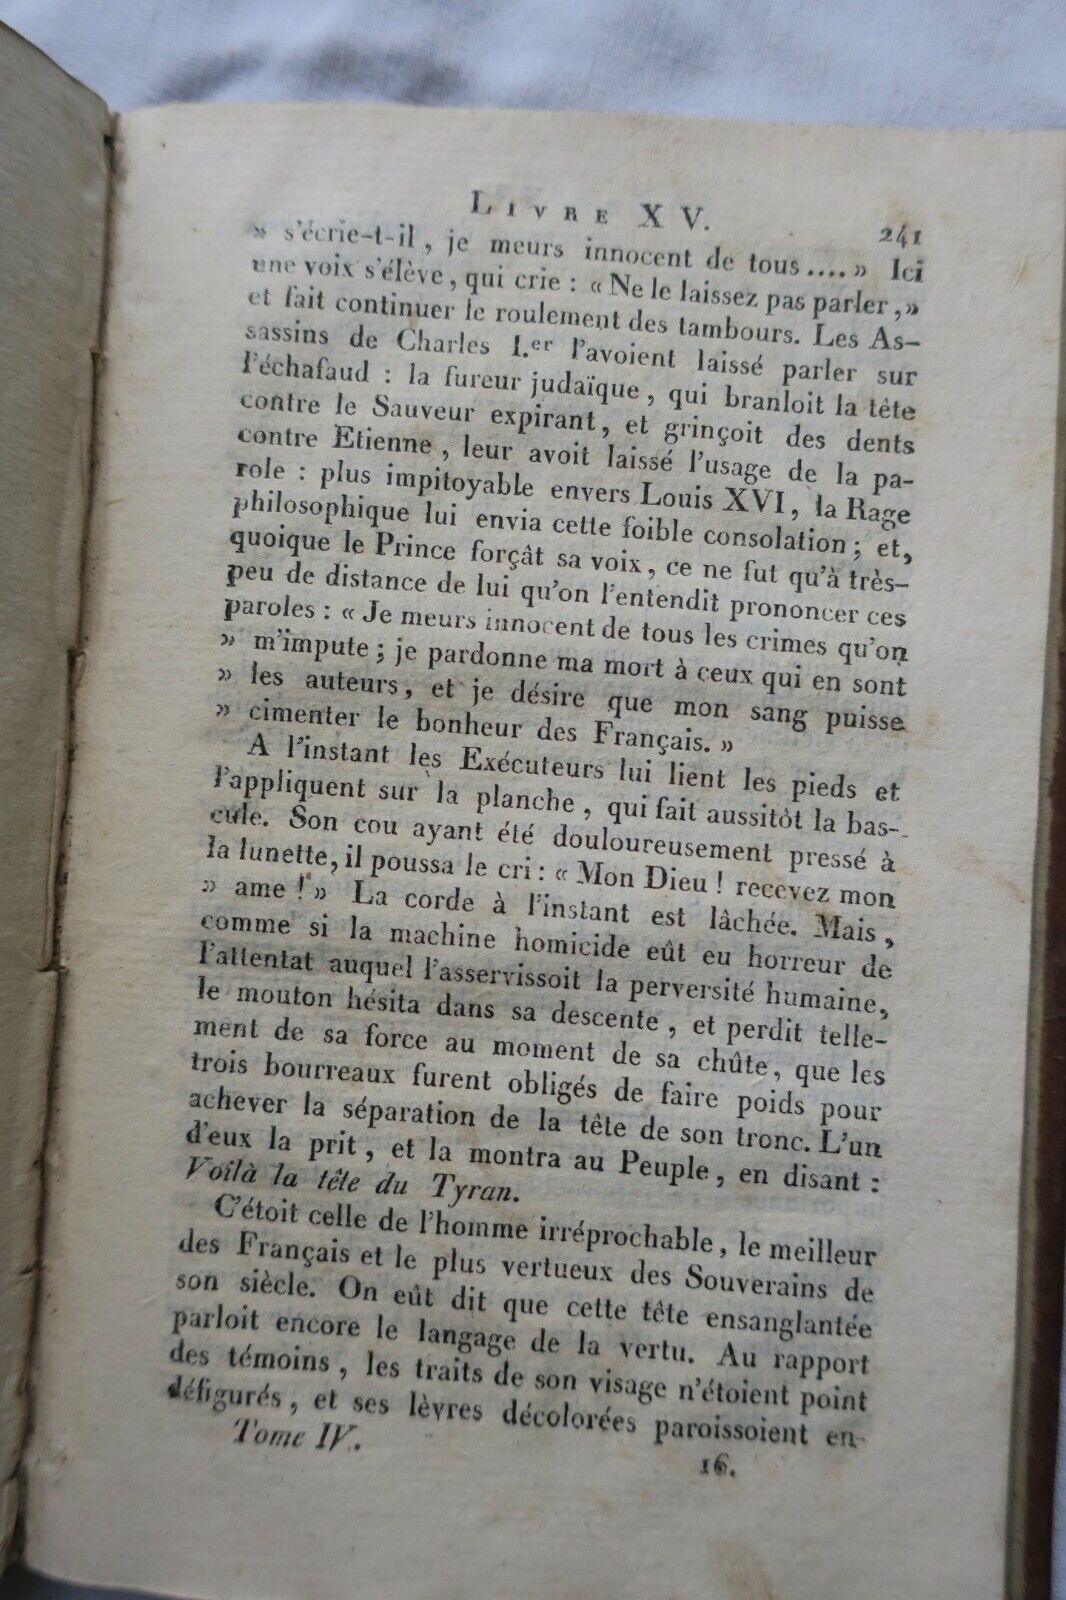 LIVRE XV.
241
» s'écrie-t-il, je meurs innocent de tous.... » Ici
une voix s'élève, qui crie : « Ne le laissez pas parler, »
et fait continuer le roulement des tambours. Les As-
sassins de Charles I.er l'avoient laissé parler sur
l'échafaud : la fureur judaïque, qui branloit la tête
contre le Sauveur expirant, et grinçoit des dents
contre Etienne, leur avoit laissé l'usage de la pa-
role : plus impitoyable envers Louis XVI, la Rage
philosophique lui envia cette foible consolation ; et,
quoique le Prince forçât sa voix, ce ne fut qu'à très-
peu de distance de lui qu'on l'entendit prononcer ces
paroles : « Je meurs innocent de tous les crimes qu'on
» m'impute ; je pardonne ma mort à ceux qui en sont
» les auteurs, et je désire que mon sang puisse
» cimenter le bonheur des Français. »
A l'instant les Exécuteurs lui lient les pieds et
l'appliquent sur la planche, qui fait aussitôt la bas-
cule. Son cou ayant été douloureusement pressé à
la lunette, il poussa le cri : « Mon Dieu ! recevez mon
» ame ! » La corde à l'instant est lâchée. Mais,
comme si la machine homicide eût eu horreur de
l'attentat auquel l'asservissoit la perversité humaine,
le mouton hésita dans sa descente, et perdit telle-
ment de sa force au moment de sa chûte, que les
trois bourreaux furent obligés de faire poids pour
achever la séparation de la tête de son tronc. L'un
d'eux la prit, et la montra au Peuple, en disant :
Voilà la tête du Tyran.
C'étoit celle de l'homme irréprochable, le meilleur
des Français et le plus vertueux des Souverains de
son siècle. On eût dit que cette tête ensanglantée
parloit encore le langage de la vertu. Au rapport
des témoins, les traits de son visage n'étoient point
défigurés, et ses lèvres décolorées paroissoient en-
Tome IV.
16.